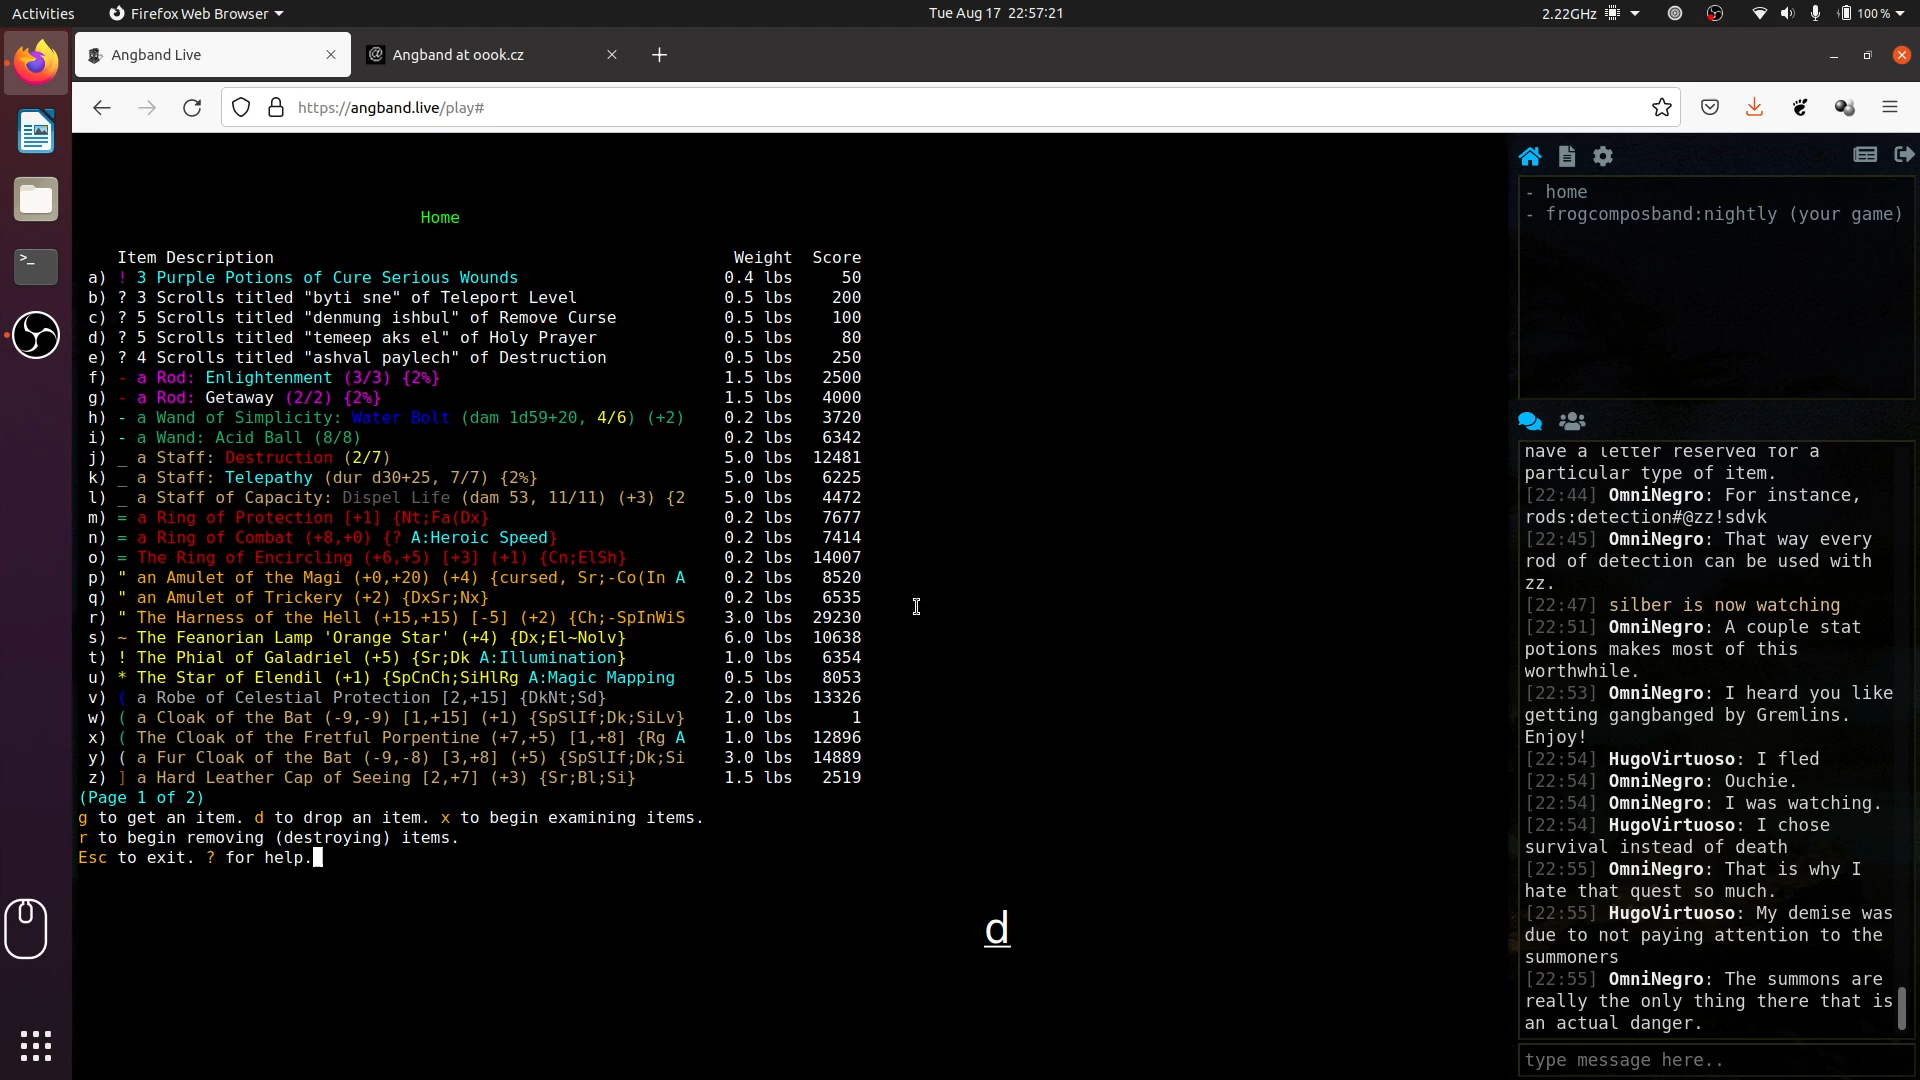 Activities
Firefox Web Browser
Tue Aug 17 22:57:21
2.22GHz
100 %
Angband Live
Angband at oook.cz
https://angband.live/play#
Home
Item Description Weight Score
a) ! 3 Purple Potions of Cure Serious Wounds 0.4 lbs 50
b) ? 3 Scrolls titled "byti sne" of Teleport Level 0.5 lbs 200
c) ? 5 Scrolls titled "denmung ishbul" of Remove Curse 0.5 lbs 100
d) ? 5 Scrolls titled "temeep aks el" of Holy Prayer 0.5 lbs 80
e) ? 4 Scrolls titled "ashval paylech" of Destruction 0.5 lbs 250
f) - a Rod: Enlightenment (3/3) {2%} 1.5 lbs 2500
g) - a Rod: Getaway (2/2) {2%} 1.5 lbs 4000
h) - a Wand of Simplicity: Water Bolt (dam 1d59+20, 4/6) (+2) 0.2 lbs 3720
i) - a Wand: Acid Ball (8/8) 0.2 lbs 6342
j) _ a Staff: Destruction (2/7) 5.0 lbs 12481
k) _ a Staff: Telepathy (dur d30+25, 7/7) {2%} 5.0 lbs 6225
l) _ a Staff of Capacity: Dispel Life (dam 53, 11/11) (+3) {2 5.0 lbs 4472
m) = a Ring of Protection [+1] {Nt;Fa(Dx} 0.2 lbs 7677
n) = a Ring of Combat (+8,+0) {? A:Heroic Speed} 0.2 lbs 7414
o) = The Ring of Encircling (+6,+5) [+3] (+1) {Cn;ElSh} 0.2 lbs 14007
p) " an Amulet of the Magi (+0,+20) (+4) {cursed, Sr;-Co(In A 0.2 lbs 8520
q) " an Amulet of Trickery (+2) {DxSr;Nx} 0.2 lbs 6535
r) " The Harness of the Hell (+15,+15) [-5] (+2) {Ch;-SpInWiS 3.0 lbs 29230
s) ~ The Feanorian Lamp 'Orange Star' (+4) {Dx;El~Nolv} 6.0 lbs 10638
t) ! The Phial of Galadriel (+5) {Sr;Dk A:Illumination} 1.0 lbs 6354
u) * The Star of Elendil (+1) {SpCnCh;SiHlRg A:Magic Mapping 0.5 lbs 8053
v) ( a Robe of Celestial Protection [2,+15] {DkNt;Sd} 2.0 lbs 13326
w) ( a Cloak of the Bat (-9,-9) [1,+15] (+1) {SpSlIf;Dk;SiLv} 1.0 lbs 1
x) ( The Cloak of the Fretful Porpentine (+7,+5) [1,+8] {Rg A 1.0 lbs 12896
y) ( a Fur Cloak of the Bat (-9,-8) [3,+8] (+5) {SpSlIf;Dk;Si 3.0 lbs 14889
z) ] a Hard Leather Cap of Seeing [2,+7] (+3) {Sr;Bl;Si} 1.5 lbs 2519
(Page 1 of 2)
g to get an item. d to drop an item. x to begin examining items.
r to begin removing (destroying) items.
Esc to exit. ? for help.
d
- home
- frogcomposband:nightly (your game)
have a letter reserved for a
particular type of item.
[22:44] OmniNegro: For instance,
rods:detection#@zz!sdvk
[22:45] OmniNegro: That way every
rod of detection can be used with
zz.
[22:47] silber is now watching
[22:51] OmniNegro: A couple stat
potions makes most of this
worthwhile.
[22:53] OmniNegro: I heard you like
getting gangbanged by Gremlins.
Enjoy!
[22:54] HugoVirtuoso: I fled
[22:54] OmniNegro: Ouchie.
[22:54] OmniNegro: I was watching.
[22:54] HugoVirtuoso: I chose
survival instead of death
[22:55] OmniNegro: That is why I
hate that quest so much.
[22:55] HugoVirtuoso: My demise was
due to not paying attention to the
summoners
[22:55] OmniNegro: The summons are
really the only thing there that is
an actual danger.
type message here..